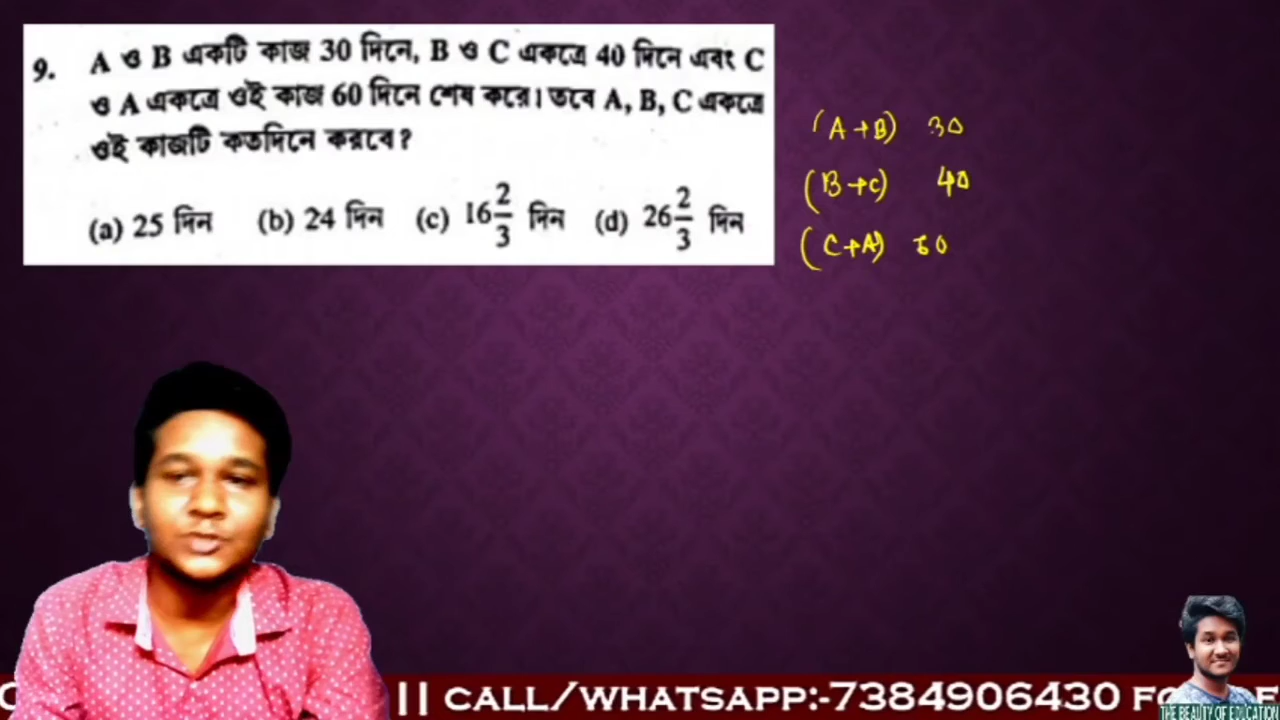 9. A ও B একটি কাজ 30 দিনে, B ও C একত্রে 40 দিনে এবং C
ও A একত্রে ওই কাজ 60 দিনে শেষ করে। তবে A, B, C একত্রে
ওই কাজটি কতদিনে করবে?
(a) 25 দিন (b) 24 দিন (c) 16 2/3 দিন (d) 26 2/3 দিন
(A+B) 30
(B+C) 40
(C+A) 60
|| CALL/WHATSAPP:-7384906430
THE BEAUTY OF EDUCATION